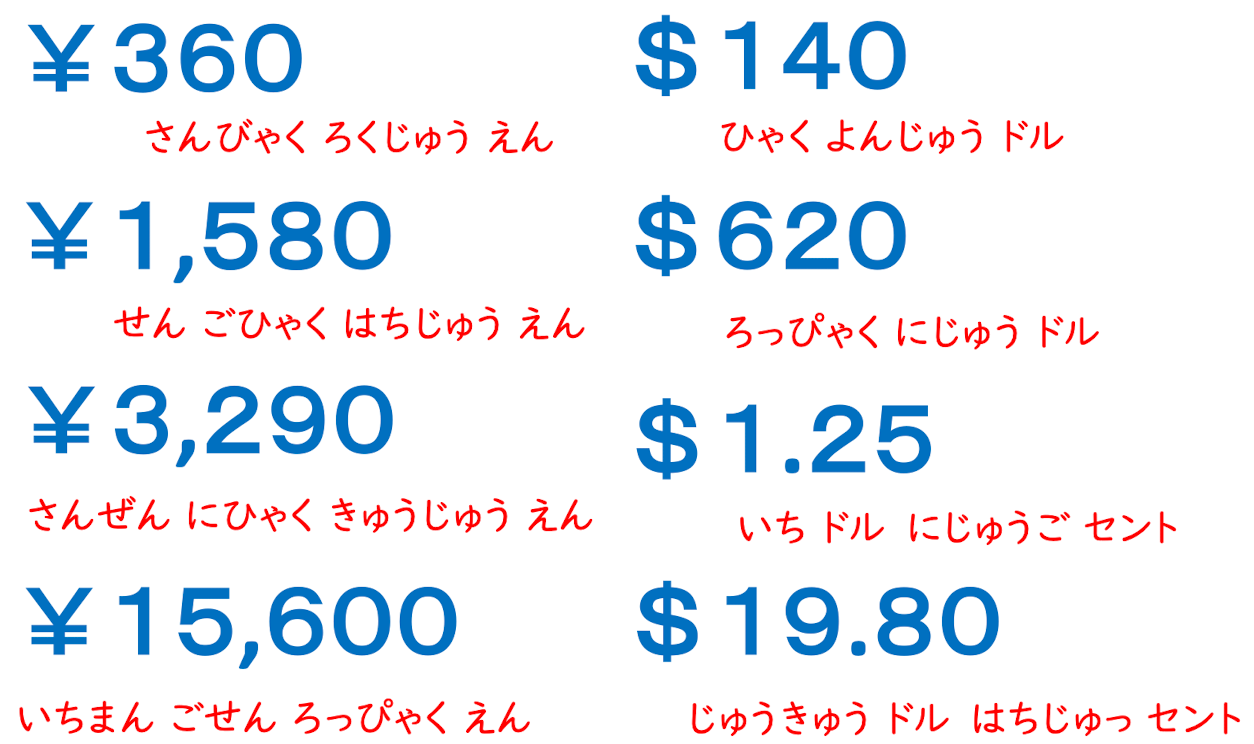 ¥360
さんびゃく ろくじゅう えん
¥1,580
せん ごひゃく はちじゅう えん
¥3,290
さんぜん にひゃく きゅうじゅう えん
¥15,600
いちまん ごせん ろっぴゃく えん
$140
ひゃく よんじゅう ドル
$620
ろっぴゃく にじゅう ドル
$1.25
いち ドル にじゅうご セント
$19.80
じゅうきゅう ドル はちじゅっ セント